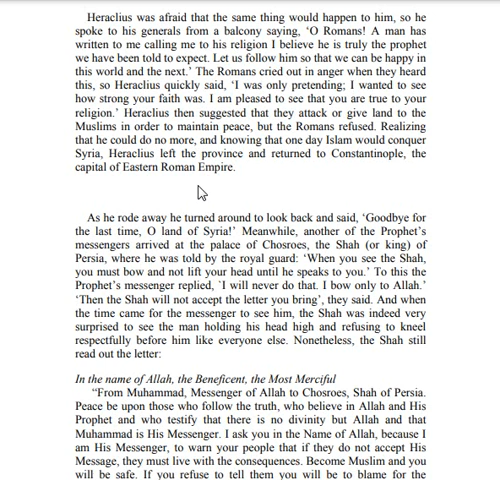 Heraclius was afraid that the same thing would happen to him, so he
spoke to his generals from a balcony saying, ‘O Romans! A man has
written to me calling me to his religion I believe he is truly the prophet
we have been told to expect. Let us follow him so that we can be happy in
this world and the next.’ The Romans cried out in anger when they heard
this, so Heraclius quickly said, ‘I was only pretending; I wanted to see
how strong your faith was. I am pleased to see that you are true to your
religion.’ Heraclius then suggested that they attack or give land to the
Muslims in order to maintain peace, but the Romans refused. Realizing
that he could do no more, and knowing that one day Islam would conquer
Syria, Heraclius left the province and returned to Constantinople, the
capital of Eastern Roman Empire.
As he rode away he turned around to look back and said, ‘Goodbye for
the last time, O land of Syria!’ Meanwhile, another of the Prophet’s
messengers arrived at the palace of Chosroes, the Shah (or king) of
Persia, where he was told by the royal guard: ‘When you see the Shah,
you must bow and not lift your head until he speaks to you.’ To this the
Prophet’s messenger replied, `I will never do that. I bow only to Allah.’
‘Then the Shah will not accept the letter you bring’, they said. And when
the time came for the messenger to see him, the Shah was indeed very
surprised to see the man holding his head high and refusing to kneel
respectfully before him like everyone else. Nonetheless, the Shah still
read out the letter:
In the name of Allah, the Beneficent, the Most Merciful
“From Muhammad, Messenger of Allah to Chosroes, Shah of Persia.
Peace be upon those who follow the truth, who believe in Allah and His
Prophet and who testify that there is no divinity but Allah and that
Muhammad is His Messenger. I ask you in the Name of Allah, because I
am His Messenger, to warn your people that if they do not accept His
Message, they must live with the consequences. Become Muslim and you
will be safe. If you refuse to tell them you will be to blame for the